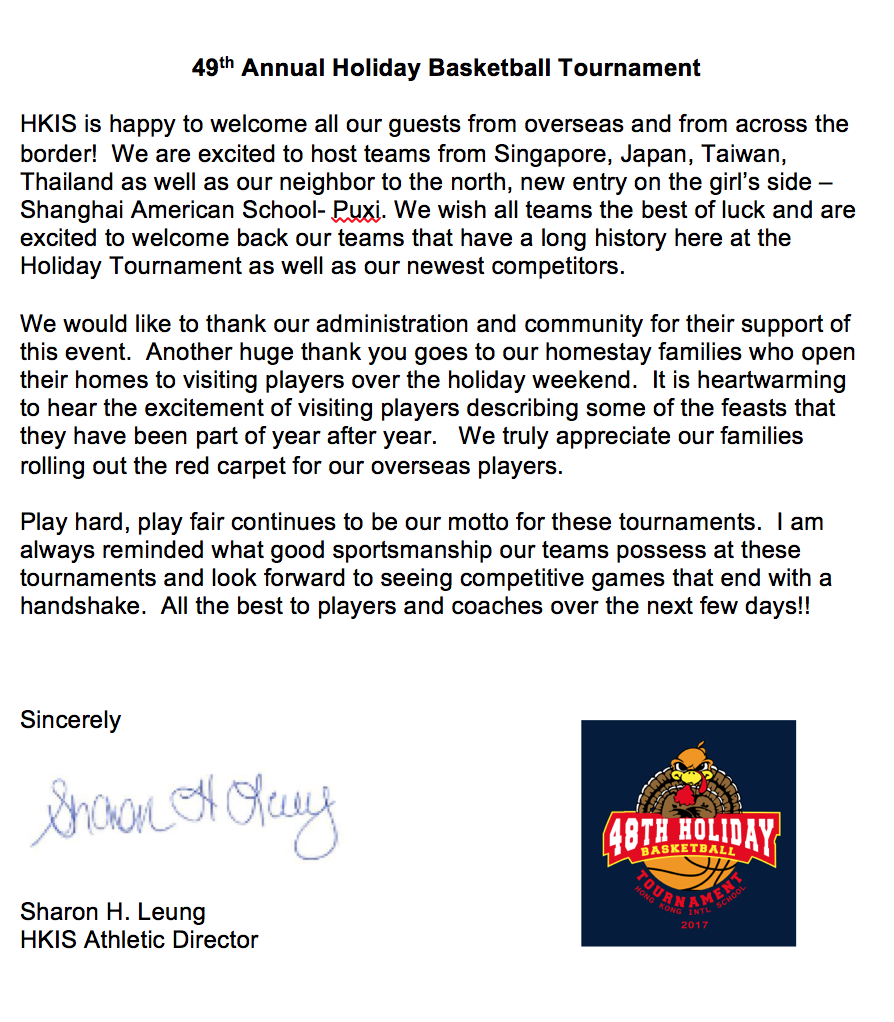 49th Annual Holiday Basketball Tournament
HKIS is happy to welcome all our guests from overseas and from across the
border!  We are excited to host teams from Singapore, Japan, Taiwan,
Thailand as well as our neighbor to the north, new entry on the girl’s side –
Shanghai American School- Puxi. We wish all teams the best of luck and are
excited to welcome back our teams that have a long history here at the
Holiday Tournament as well as our newest competitors.
We would like to thank our administration and community for their support of
this event.  Another huge thank you goes to our homestay families who open
their homes to visiting players over the holiday weekend.  It is heartwarming
to hear the excitement of visiting players describing some of the feasts that
they have been part of year after year.   We truly appreciate our families
rolling out the red carpet for our overseas players.
Play hard, play fair continues to be our motto for these tournaments.  I am
always reminded what good sportsmanship our teams possess at these
tournaments and look forward to seeing competitive games that end with a
handshake.  All the best to players and coaches over the next few days!!
Sincerely
Sharon H Leung
Sharon H. Leung
HKIS Athletic Director
48TH HOLIDAY
BASKETBALL
TOURNAMENT
HONG KONG INTL SCHOOL
2017